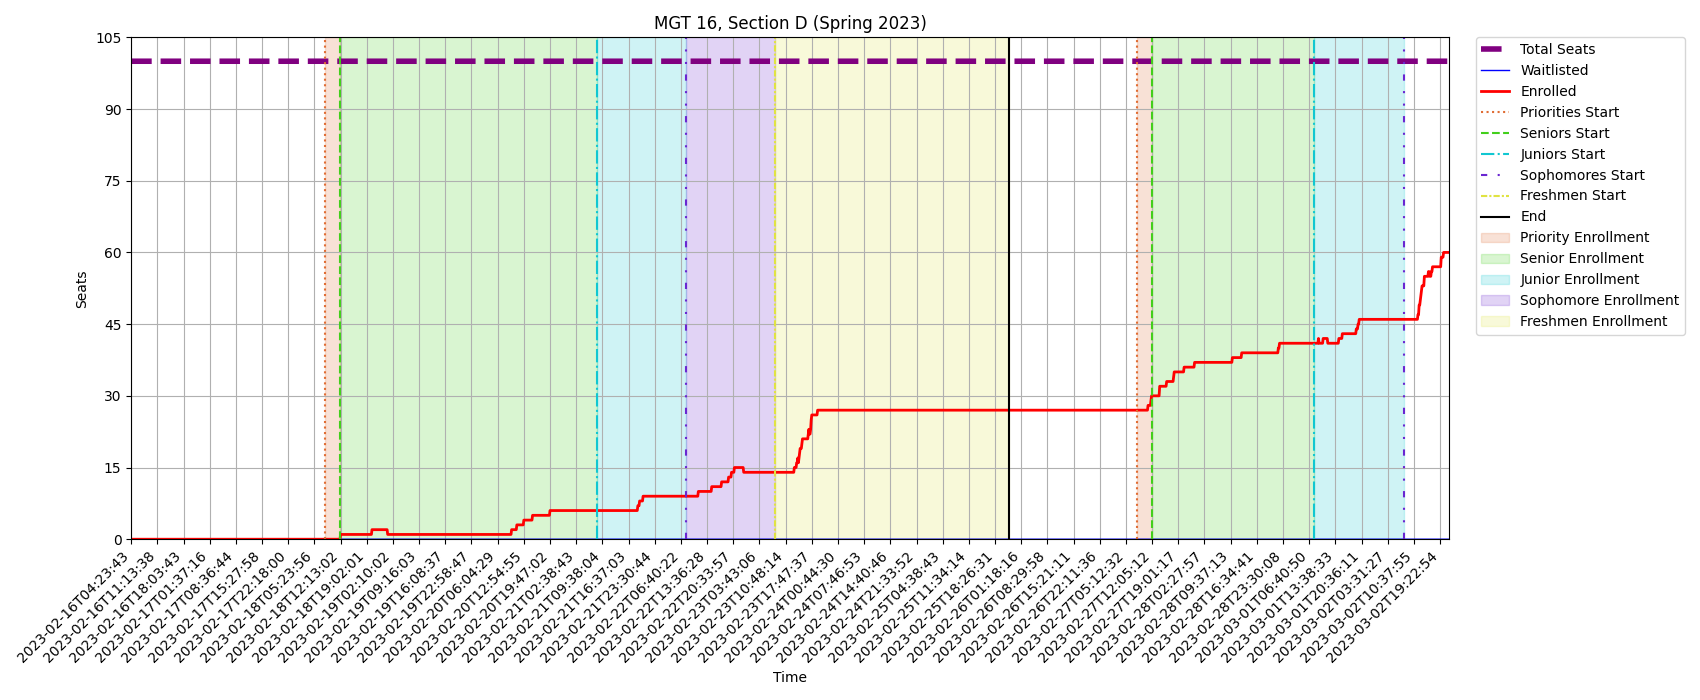 MGT 16, Section D (Spring 2023)
105
90
75
60
45
30
15
0
Seats
2023-02-16T04:23:43
2023-02-16T11:13:38
2023-02-16T18:03:43
2023-02-17T01:37:16
2023-02-17T08:36:44
2023-02-17T15:27:58
2023-02-17T22:18:00
2023-02-18T05:23:56
2023-02-18T12:13:02
2023-02-18T19:02:01
2023-02-19T02:10:02
2023-02-19T09:16:03
2023-02-19T16:08:37
2023-02-19T22:58:47
2023-02-20T06:04:29
2023-02-20T12:54:55
2023-02-20T19:47:02
2023-02-21T02:38:43
2023-02-21T09:38:04
2023-02-21T16:37:03
2023-02-21T23:30:44
2023-02-22T06:40:22
2023-02-22T13:36:28
2023-02-22T20:33:57
2023-02-23T03:43:06
2023-02-23T10:48:14
2023-02-23T17:47:37
2023-02-24T00:44:30
2023-02-24T07:46:53
2023-02-24T14:40:46
2023-02-24T21:33:52
2023-02-25T04:38:43
2023-02-25T11:34:14
2023-02-25T18:26:31
2023-02-26T01:18:16
2023-02-26T08:29:58
2023-02-26T15:21:11
2023-02-26T22:11:36
2023-02-27T05:12:32
2023-02-27T12:05:12
2023-02-27T19:01:17
2023-02-28T02:27:57
2023-02-28T09:37:13
2023-02-28T16:34:41
2023-02-28T23:30:08
2023-03-01T06:40:50
2023-03-01T13:38:33
2023-03-01T20:36:11
2023-03-02T03:31:27
2023-03-02T10:37:55
2023-03-02T19:22:54
Time
Total Seats
Waitlisted
Enrolled
Priorities Start
Seniors Start
Juniors Start
Sophomores Start
Freshmen Start
End
Priority Enrollment
Senior Enrollment
Junior Enrollment
Sophomore Enrollment
Freshmen Enrollment